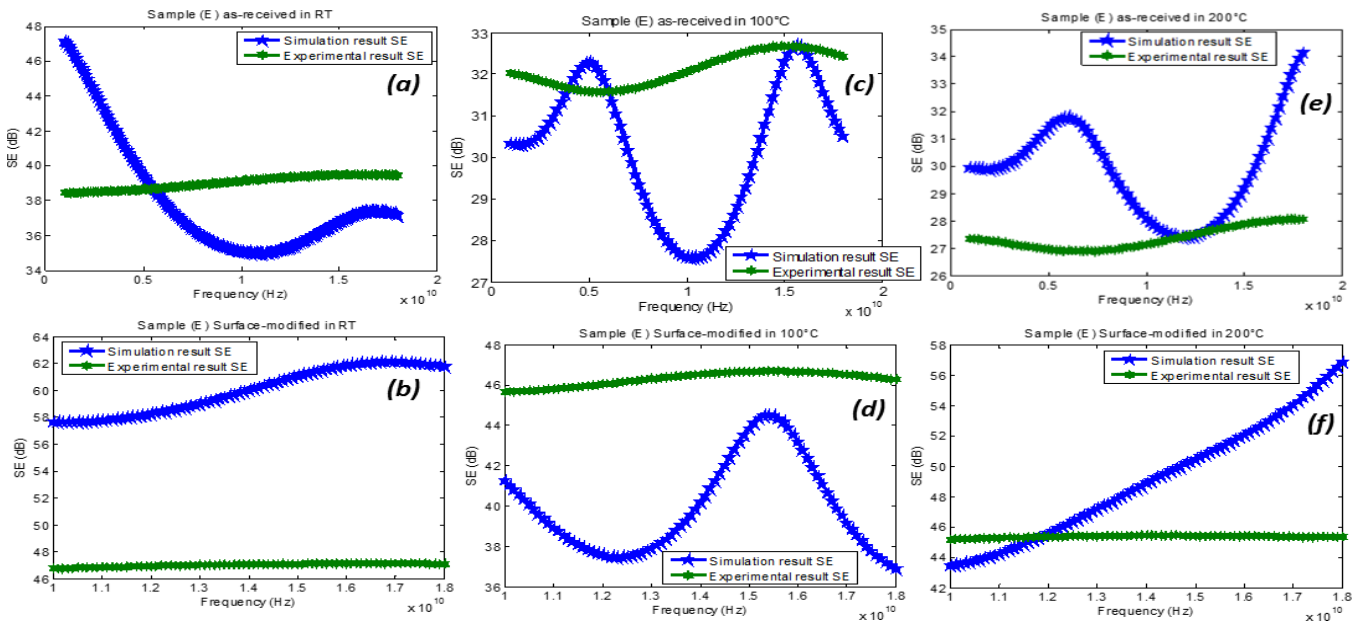 Sample (E) as-received in RT
48
46
44
42
40
38
36
34
SE (dB)
0
0.5
1
1.5
2
Frequency (Hz)
x 10^10
Simulation result SE
Experimental result SE
(a)
Sample (E) as-received in 100°C
33
32
31
30
29
28
27
SE (dB)
0
0.5
1
1.5
2
Frequency (Hz)
x 10^10
Simulation result SE
Experimental result SE
(c)
Sample (E) as-received in 200°C
35
34
33
32
31
30
29
28
27
26
SE (dB)
0
0.5
1
1.5
2
Frequency (Hz)
x 10^10
Simulation result SE
Experimental result SE
(e)
Sample (E) Surface-modified in RT
64
62
60
58
56
54
52
50
48
46
SE (dB)
1
1.1
1.2
1.3
1.4
1.5
1.6
1.7
1.8
Frequency (Hz)
x 10^10
Simulation result SE
Experimental result SE
(b)
Sample (E) Surface-modified in 100°C
48
46
44
42
40
38
36
SE (dB)
1
1.1
1.2
1.3
1.4
1.5
1.6
1.7
1.8
Frequency (Hz)
x 10^10
Simulation result SE
Experimental result SE
(d)
Sample (E) Surface-modified in 200°C
58
56
54
52
50
48
46
44
42
SE (dB)
1
1.1
1.2
1.3
1.4
1.5
1.6
1.7
1.8
Frequency (Hz)
x 10^10
Simulation result SE
Experimental result SE
(f)